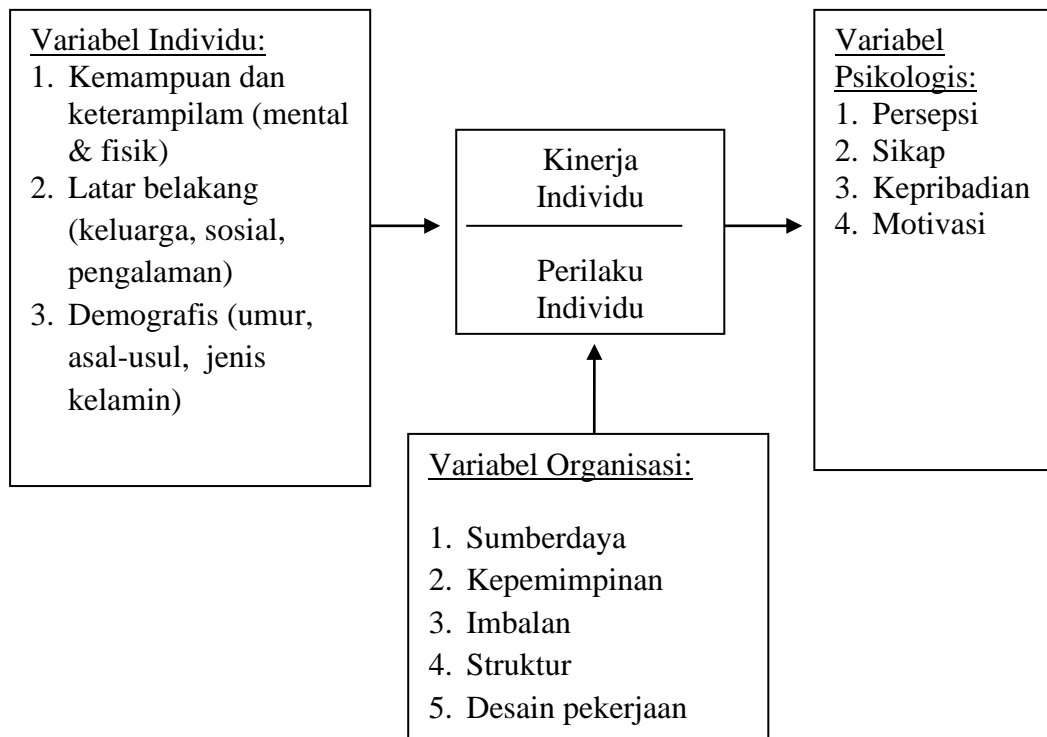 Variabel Individu:
1. Kemampuan dan
keterampilam (mental
& fisik)
2. Latar belakang
(keluarga, sosial,
pengalaman)
3. Demografis (umur,
asal-usul, jenis
kelamin)
Kinerja
Individu
Perilaku
Individu
Variabel
Psikologis:
1. Persepsi
2. Sikap
3. Kepribadian
4. Motivasi
Variabel Organisasi:
1. Sumberdaya
2. Kepemimpinan
3. Imbalan
4. Struktur
5. Desain pekerjaan